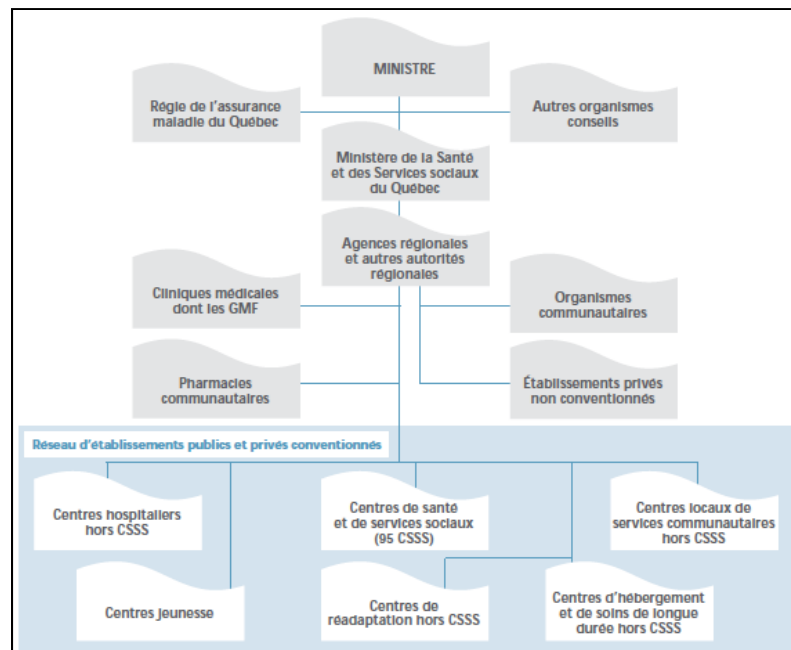 MINISTRE
Régie de l'assurance
maladie du Québec
Autres organismes
conseils
Ministère de la Santé
et des Services sociaux
du Québec
Agences régionales
et autres autorités
régionales
Cliniques médicales
dont les GMF
Organismes
communautaires
Pharmacies
communautaires
Établissements privés
non conventionnés
Réseau d'établissements publics et privés conventionnés
Centres hospitaliers
hors CSSS
Centres de santé
et de services sociaux
(95 CSSS)
Centres locaux de
services communautaires
hors CSSS
Centres jeunesse
Centres de
réadaptation hors CSSS
Centres d'hébergement
et de soins de longue
durée hors CSSS